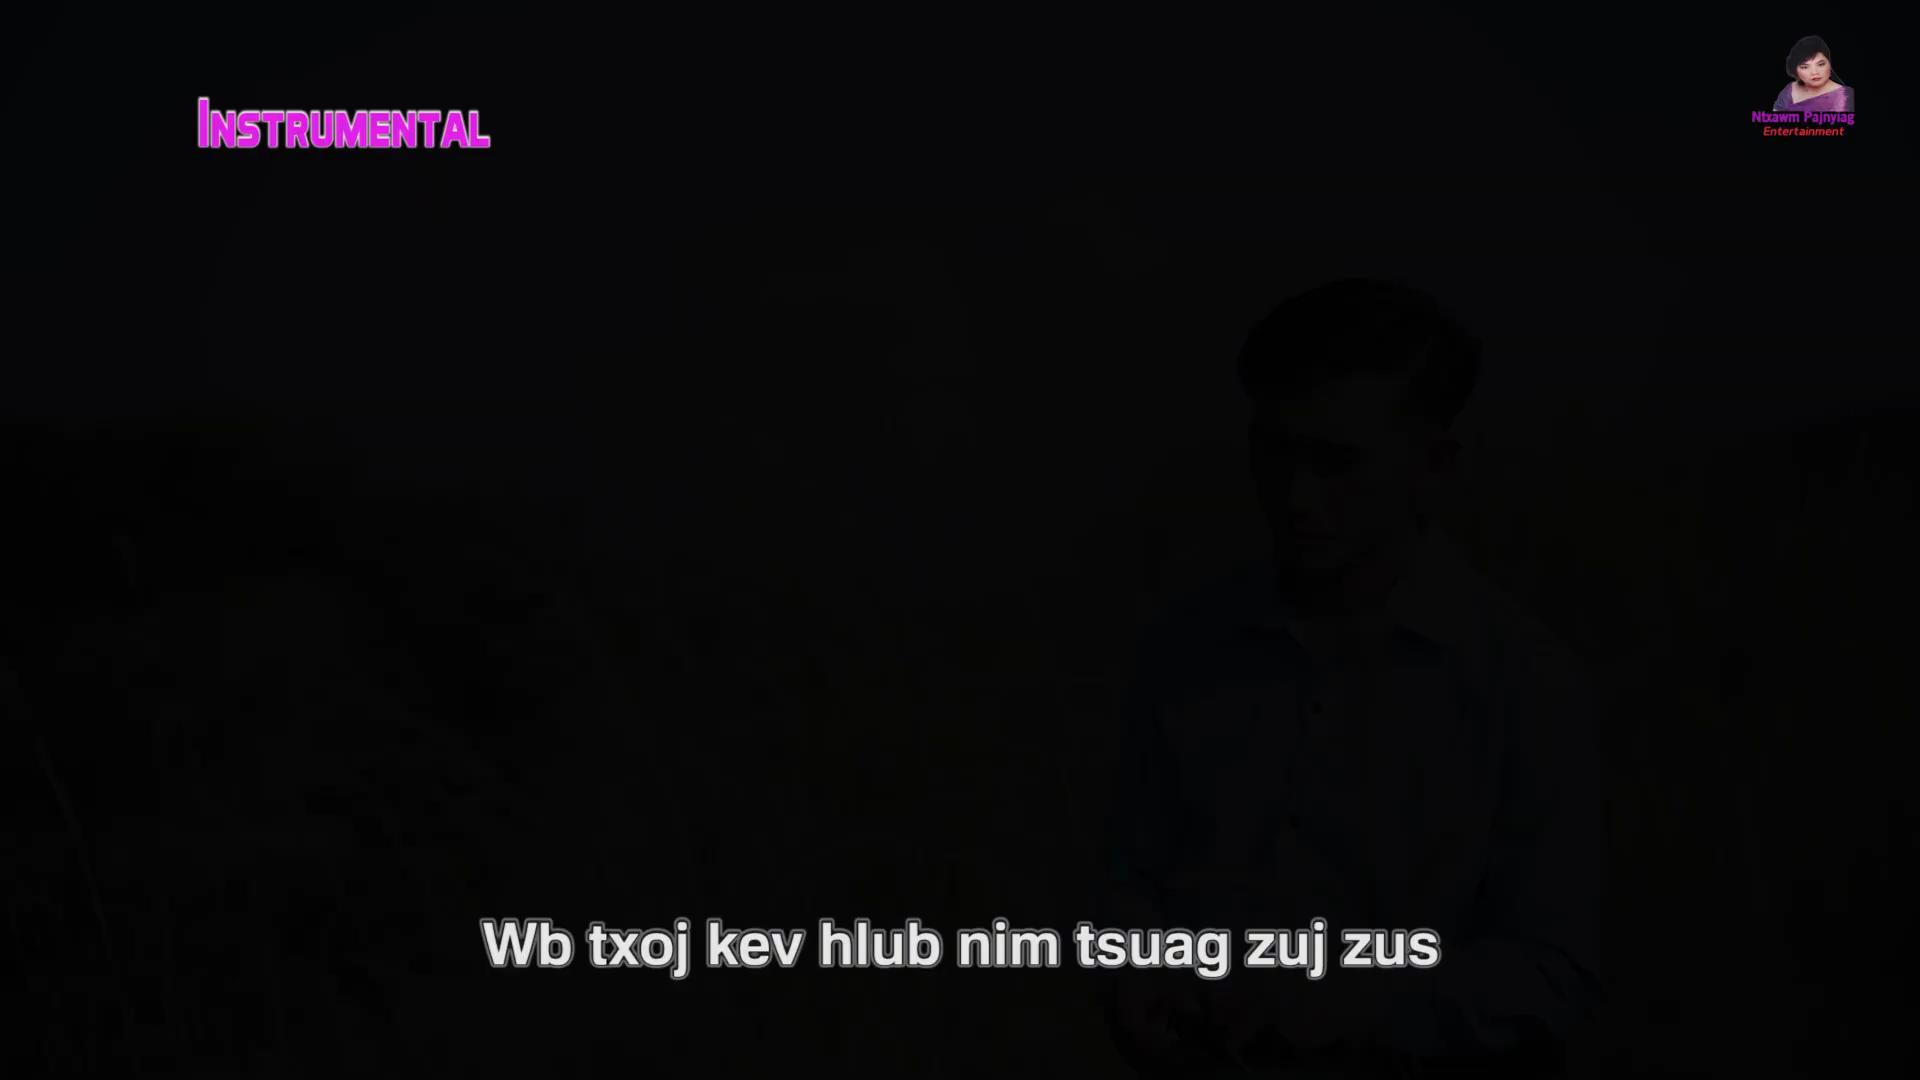 INSTRUMENTAL
Ntxawm Pajnyiag
Entertainment
Wb txoj kev hlub nim tsuag zuj zus